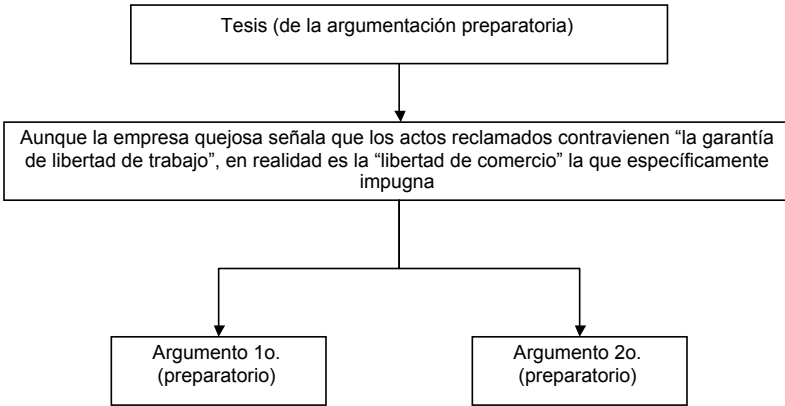 Tesis (de la argumentación preparatoria)
Aunque la empresa quejosa señala que los actos reclamados contravienen “la garantía
de libertad de trabajo”, en realidad es la “libertad de comercio” la que específicamente
impugna
Argumento 1o.
(preparatorio)
Argumento 2o.
(preparatorio)